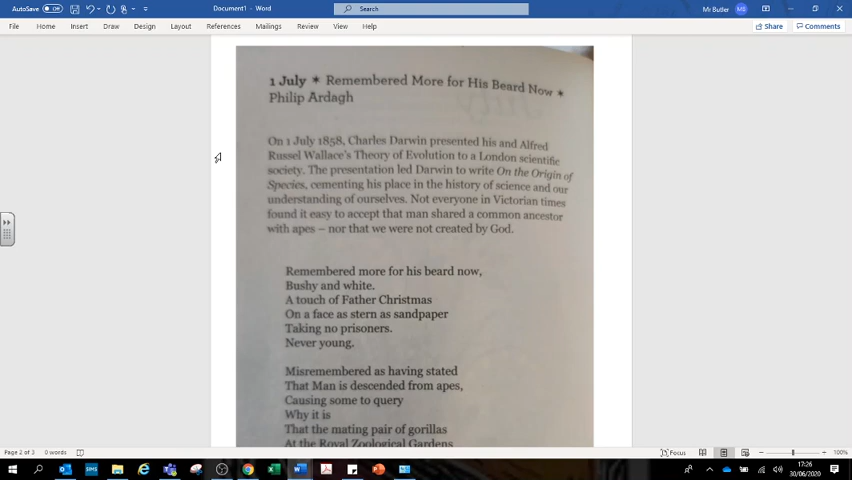 AutoSave Off
Document1 - Word
Search
Mr Butler
File Home Insert Draw Design Layout References Mailings Review View Help
Share Comments
1 July * Remembered More for His Beard Now *
Philip Ardagh
On 1 July 1858, Charles Darwin presented his and Alfred
Russel Wallace's Theory of Evolution to a London scientific
society. The presentation led Darwin to write On the Origin of
Species, cementing his place in the history of science and our
understanding of ourselves. Not everyone in Victorian times
found it easy to accept that man shared a common ancestor
with apes – nor that we were not created by God.
Remembered more for his beard now,
Bushy and white.
A touch of Father Christmas
On a face as stern as sandpaper
Taking no prisoners.
Never young.
Misremembered as having stated
That Man is descended from apes,
Causing some to query
Why it is
That the mating pair of gorillas
At the Royal Zoological Gardens
Page 2 of 3 0 words
Focus
100%
17:26
30/06/2020